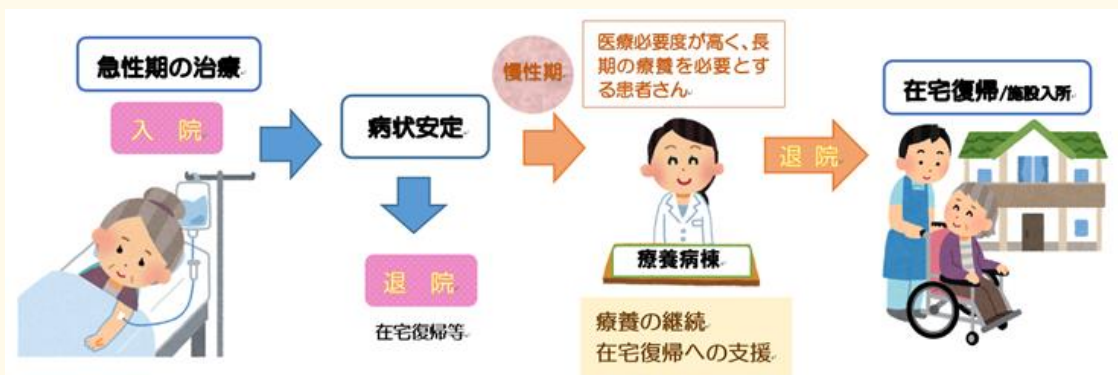 急性期の治療
入 院
病状安定
退 院
在宅復帰等
慢性期
医療必要度が高く、長
期の療養を必要とす
る患者さん
療養病棟
療養の継続
在宅復帰への支援
退 院
在宅復帰/施設入所